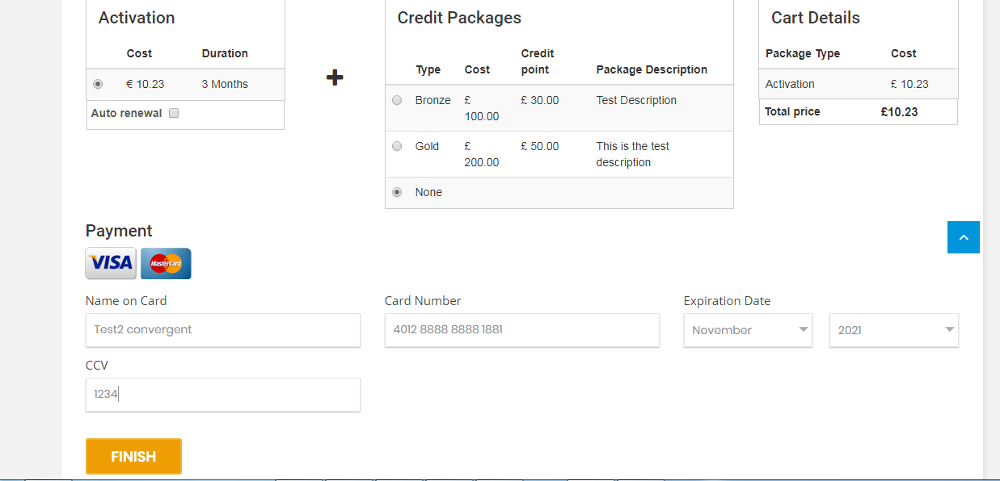 Activation
Cost Duration
€ 10.23 3 Months
Auto renewal
Credit Packages
Type Cost Credit point Package Description
Bronze £ 100.00 £ 30.00 Test Description
Gold £ 200.00 £ 50.00 This is the test description
None
Cart Details
Package Type Cost
Activation £ 10.23
Total price £10.23
Payment
VISA MasterCard
Name on Card
Test2 convergent
Card Number
4012 8888 8888 1881
Expiration Date
November 2021
CCV
1234
FINISH